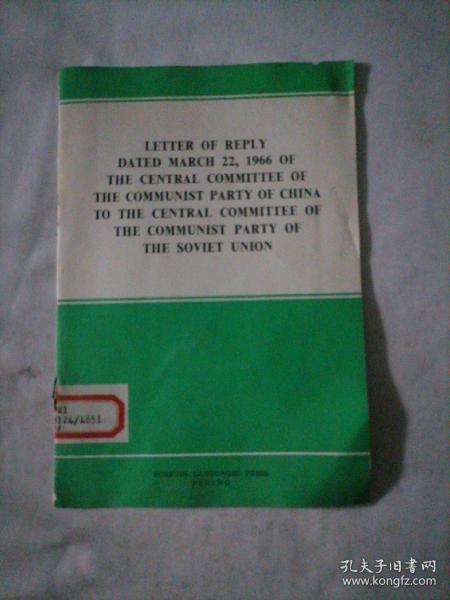 LETTER OF REPLY
DATED MARCH 22, 1966 OF
THE CENTRAL COMMITTEE OF
THE COMMUNIST PARTY OF CHINA
TO THE CENTRAL COMMITTEE OF
THE COMMUNIST PARTY OF
THE SOVIET UNION
FOREIGN LANGUAGES PRESS
PEKING
孔夫子旧书网
www.kongfz.com